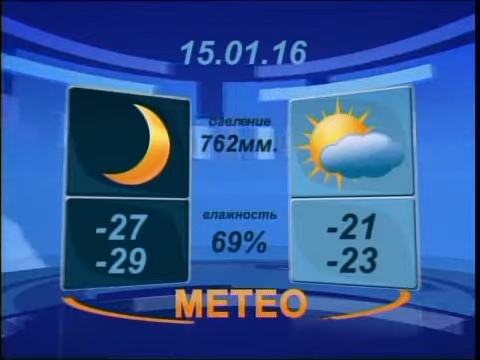 15.01.16
давление
762мм.
-27
-29
влажность
69%
-21
-23
МЕТЕО